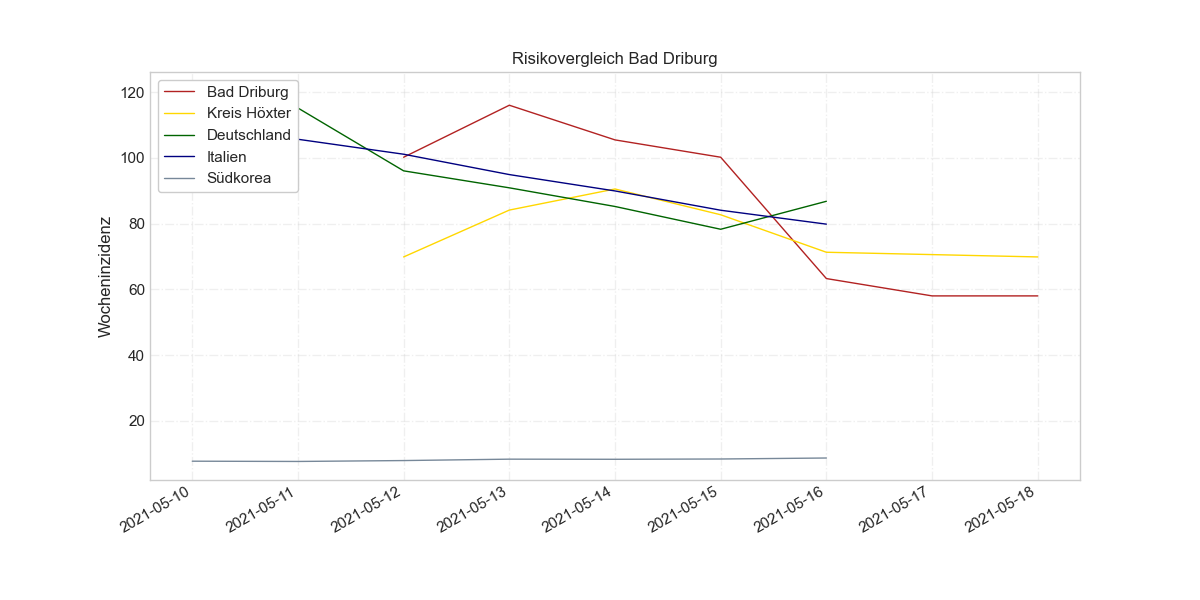 Risikovergleich Bad Driburg
Bad Driburg
Kreis Höxter
Deutschland
Italien
Südkorea
Wocheninzidenz
120
100
80
60
40
20
2021-05-10
2021-05-11
2021-05-12
2021-05-13
2021-05-14
2021-05-15
2021-05-16
2021-05-17
2021-05-18